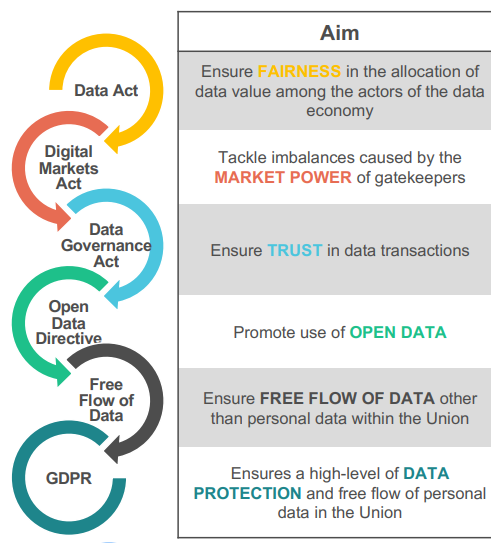 Aim
Data Act
Ensure FAIRNESS in the allocation of
data value among the actors of the data
economy
Digital
Markets
Act
Tackle imbalances caused by the
MARKET POWER of gatekeepers
Data
Governance
Act
Ensure TRUST in data transactions
Open
Data
Directive
Promote use of OPEN DATA
Free
Flow of
Data
Ensure FREE FLOW OF DATA other
than personal data within the Union
GDPR
Ensures a high-level of DATA
PROTECTION and free flow of personal
data in the Union